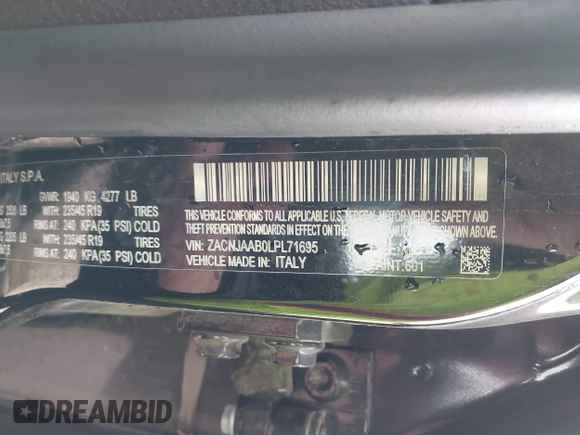 ITALY S.P.A.
GVWR: 1940 KG 4277 LB
LB WITH: 235/45 R19 TIRES
RIMS AT: 240 KPA(35 PSI) COLD
LB WITH: 235/45 R19 TIRES
RIMS AT: 240 KPA(35 PSI) COLD
THIS VEHICLE CONFORMS TO ALL FEDERAL MOTOR VEHICLE SAFETY AND
THEFT PREVENTION STANDARDS IN EFFECT ON THE DATE OF MANUFACTURE SHOWN ABOVE.
VIN: ZACNJAAB0LPL71695
VEHICLE MADE IN: ITALY
PAINT:601
DREAMBID